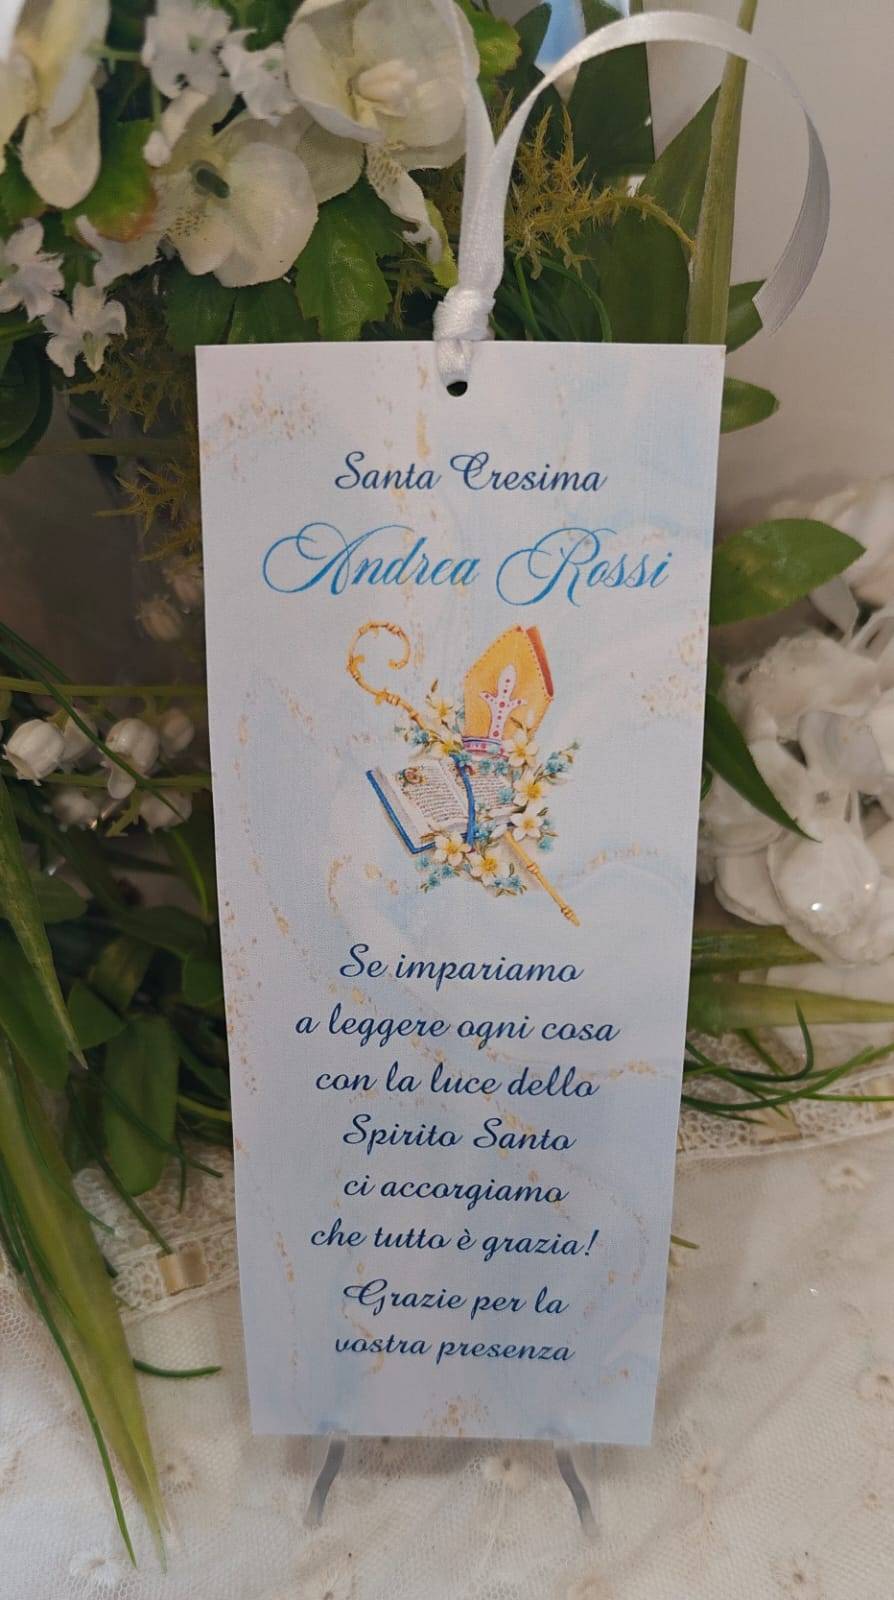 Santa Cresima
Andrea Rossi
Se impariamo
a leggere ogni cosa
con la luce dello
Spirito Santo
ci accorgiamo
che tutto è grazia!
Grazie per la
vostra presenza